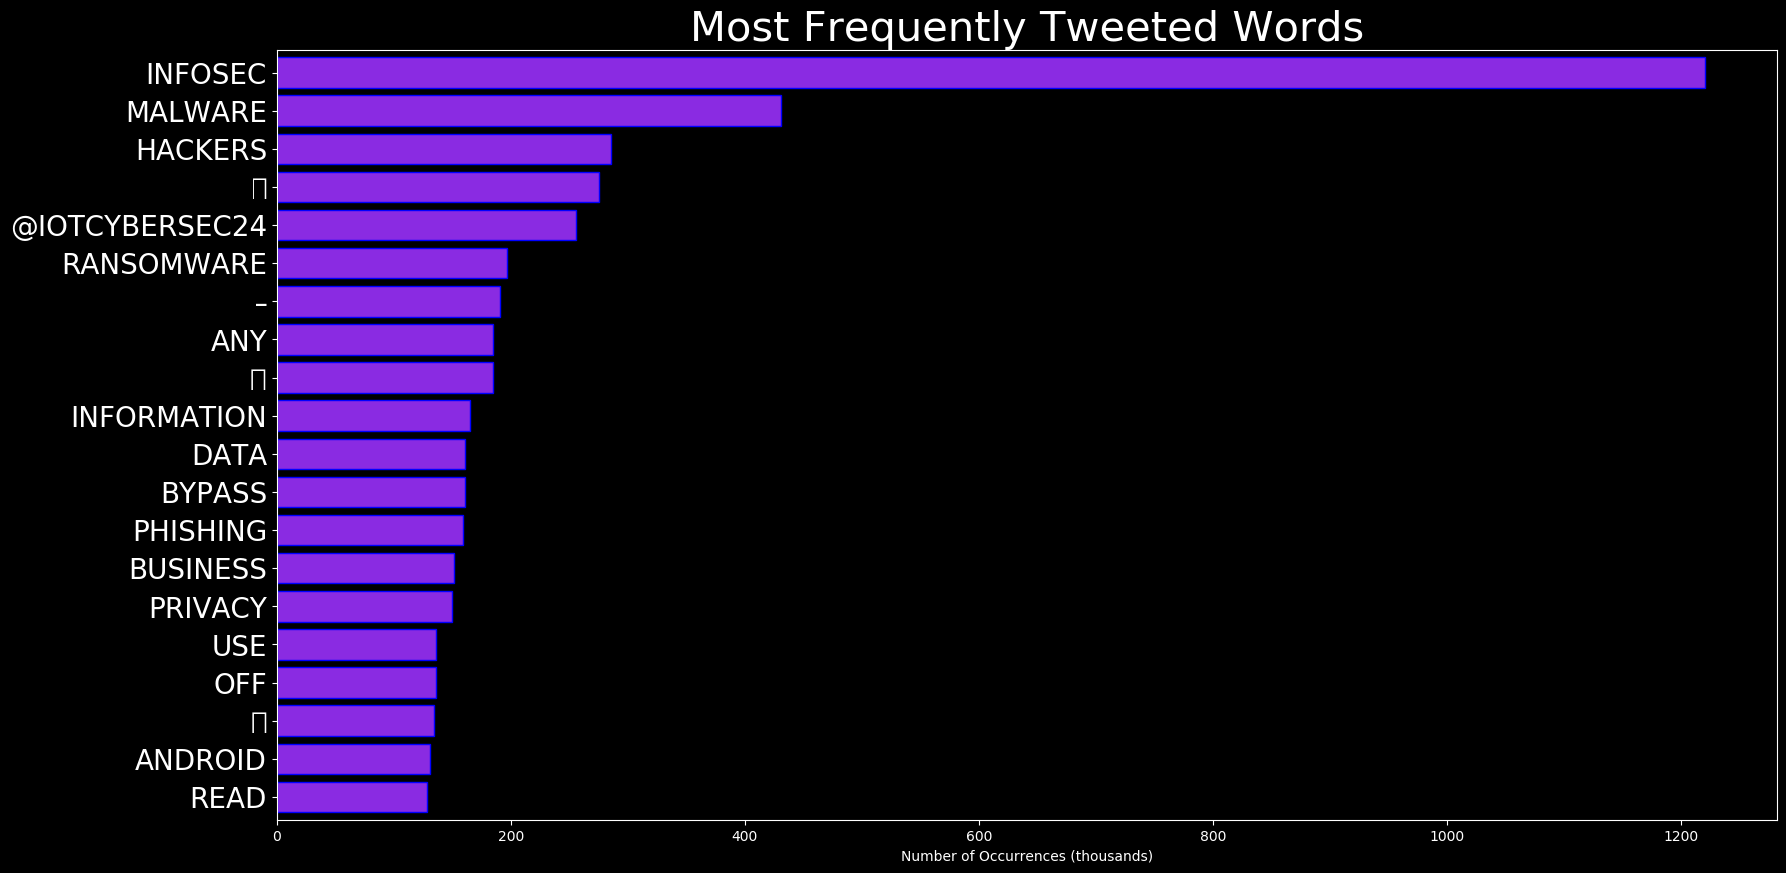 Most Frequently Tweeted Words
INFOSEC
MALWARE
HACKERS
@IOTCYBERSEC24
RANSOMWARE
–
ANY
INFORMATION
DATA
BYPASS
PHISHING
BUSINESS
PRIVACY
USE
OFF
ANDROID
READ
0 200 400 600 800 1000 1200
Number of Occurrences (thousands)